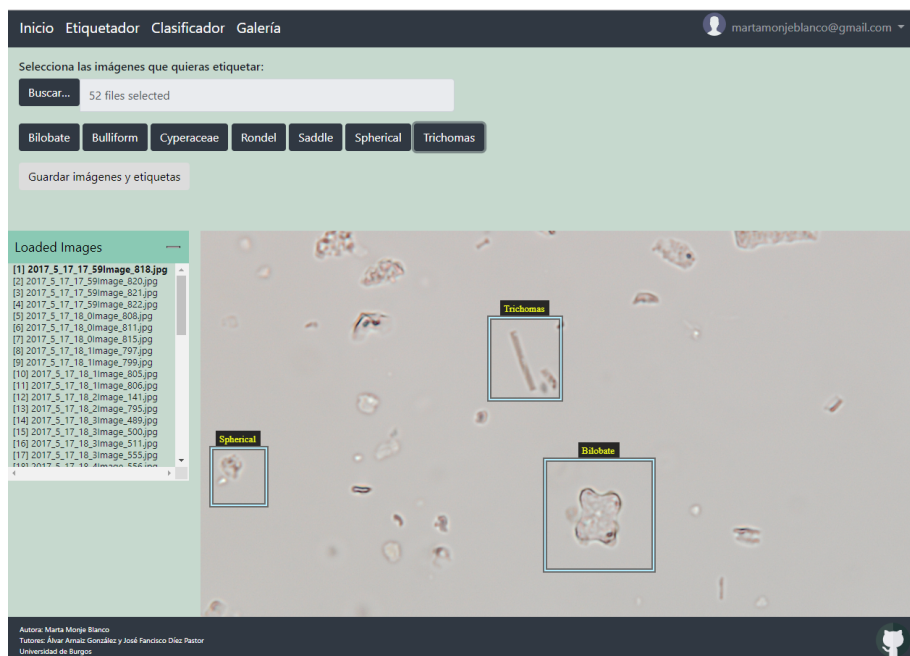 Inicio Etiquetador Clasificador Galería
martamonjeblanco@gmail.com
Selecciona las imágenes que quieras etiquetar:
Buscar... 52 files selected
Bilobate Bulliform Cyperaceae Rondel Saddle Spherical Trichomas
Guardar imágenes y etiquetas
Loaded Images
[1] 2017_5_17_17_59Image_818.jpg
[2] 2017_5_17_17_59Image_820.jpg
[3] 2017_5_17_17_59Image_821.jpg
[4] 2017_5_17_17_59Image_822.jpg
[5] 2017_5_17_18_0Image_808.jpg
[6] 2017_5_17_18_0Image_811.jpg
[7] 2017_5_17_18_0Image_815.jpg
[8] 2017_5_17_18_1Image_797.jpg
[9] 2017_5_17_18_1Image_799.jpg
[10] 2017_5_17_18_1Image_805.jpg
[11] 2017_5_17_18_1Image_806.jpg
[12] 2017_5_17_18_2Image_141.jpg
[13] 2017_5_17_18_2Image_795.jpg
[14] 2017_5_17_18_3Image_489.jpg
[15] 2017_5_17_18_3Image_500.jpg
[16] 2017_5_17_18_3Image_511.jpg
[17] 2017_5_17_18_3Image_555.jpg
[18] 2017_5_17_18_4Image_556.jpg
Trichomas
Spherical
Bilobate
Autora: Marta Monje Blanco
Tutores: Álvar Arnaiz González y José Fancisco Díez Pastor
Universidad de Burgos